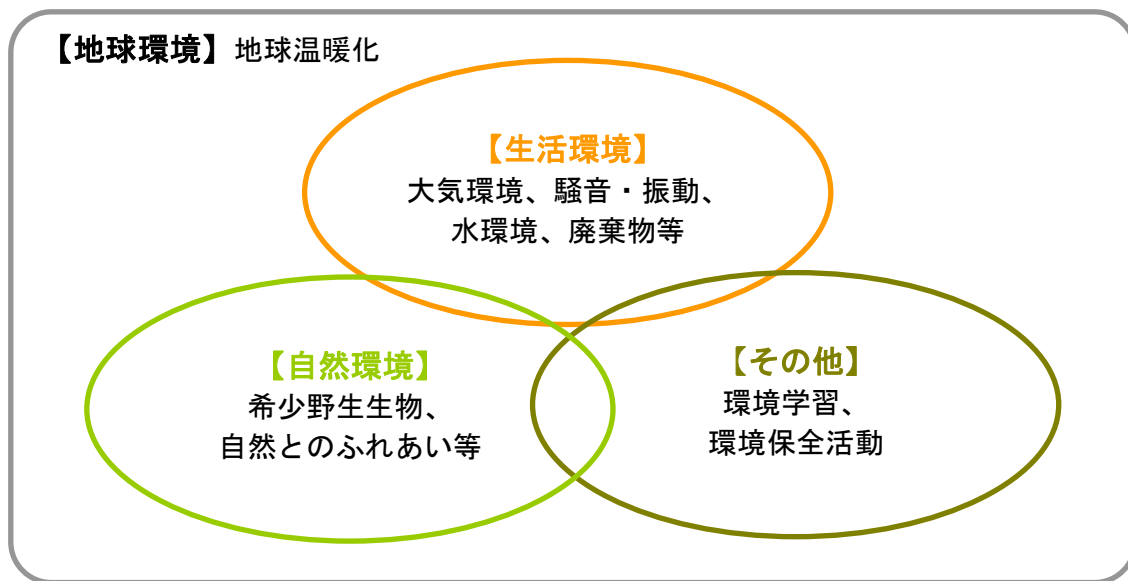 【地球環境】地球温暖化
【生活環境】
大気環境、騒音・振動、
水環境、廃棄物等
【自然環境】
希少野生生物、
自然とのふれあい等
【その他】
環境学習、
環境保全活動